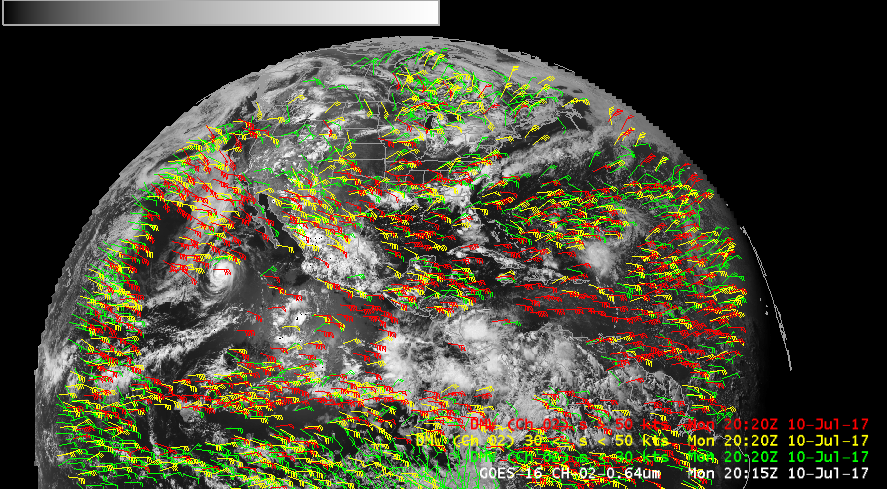 DMW (Ch 02) s < 50 kts Mon 20:20Z 10-Jul-17
DMW (Ch 02) 30 < s < 50 Kts Mon 20:20Z 10-Jul-17
(Ch 02) s 30 kts Mon 20:20Z 10-Jul-17
GOES-16 CH-02-0.64um Mon 20:15Z 10-Jul-17